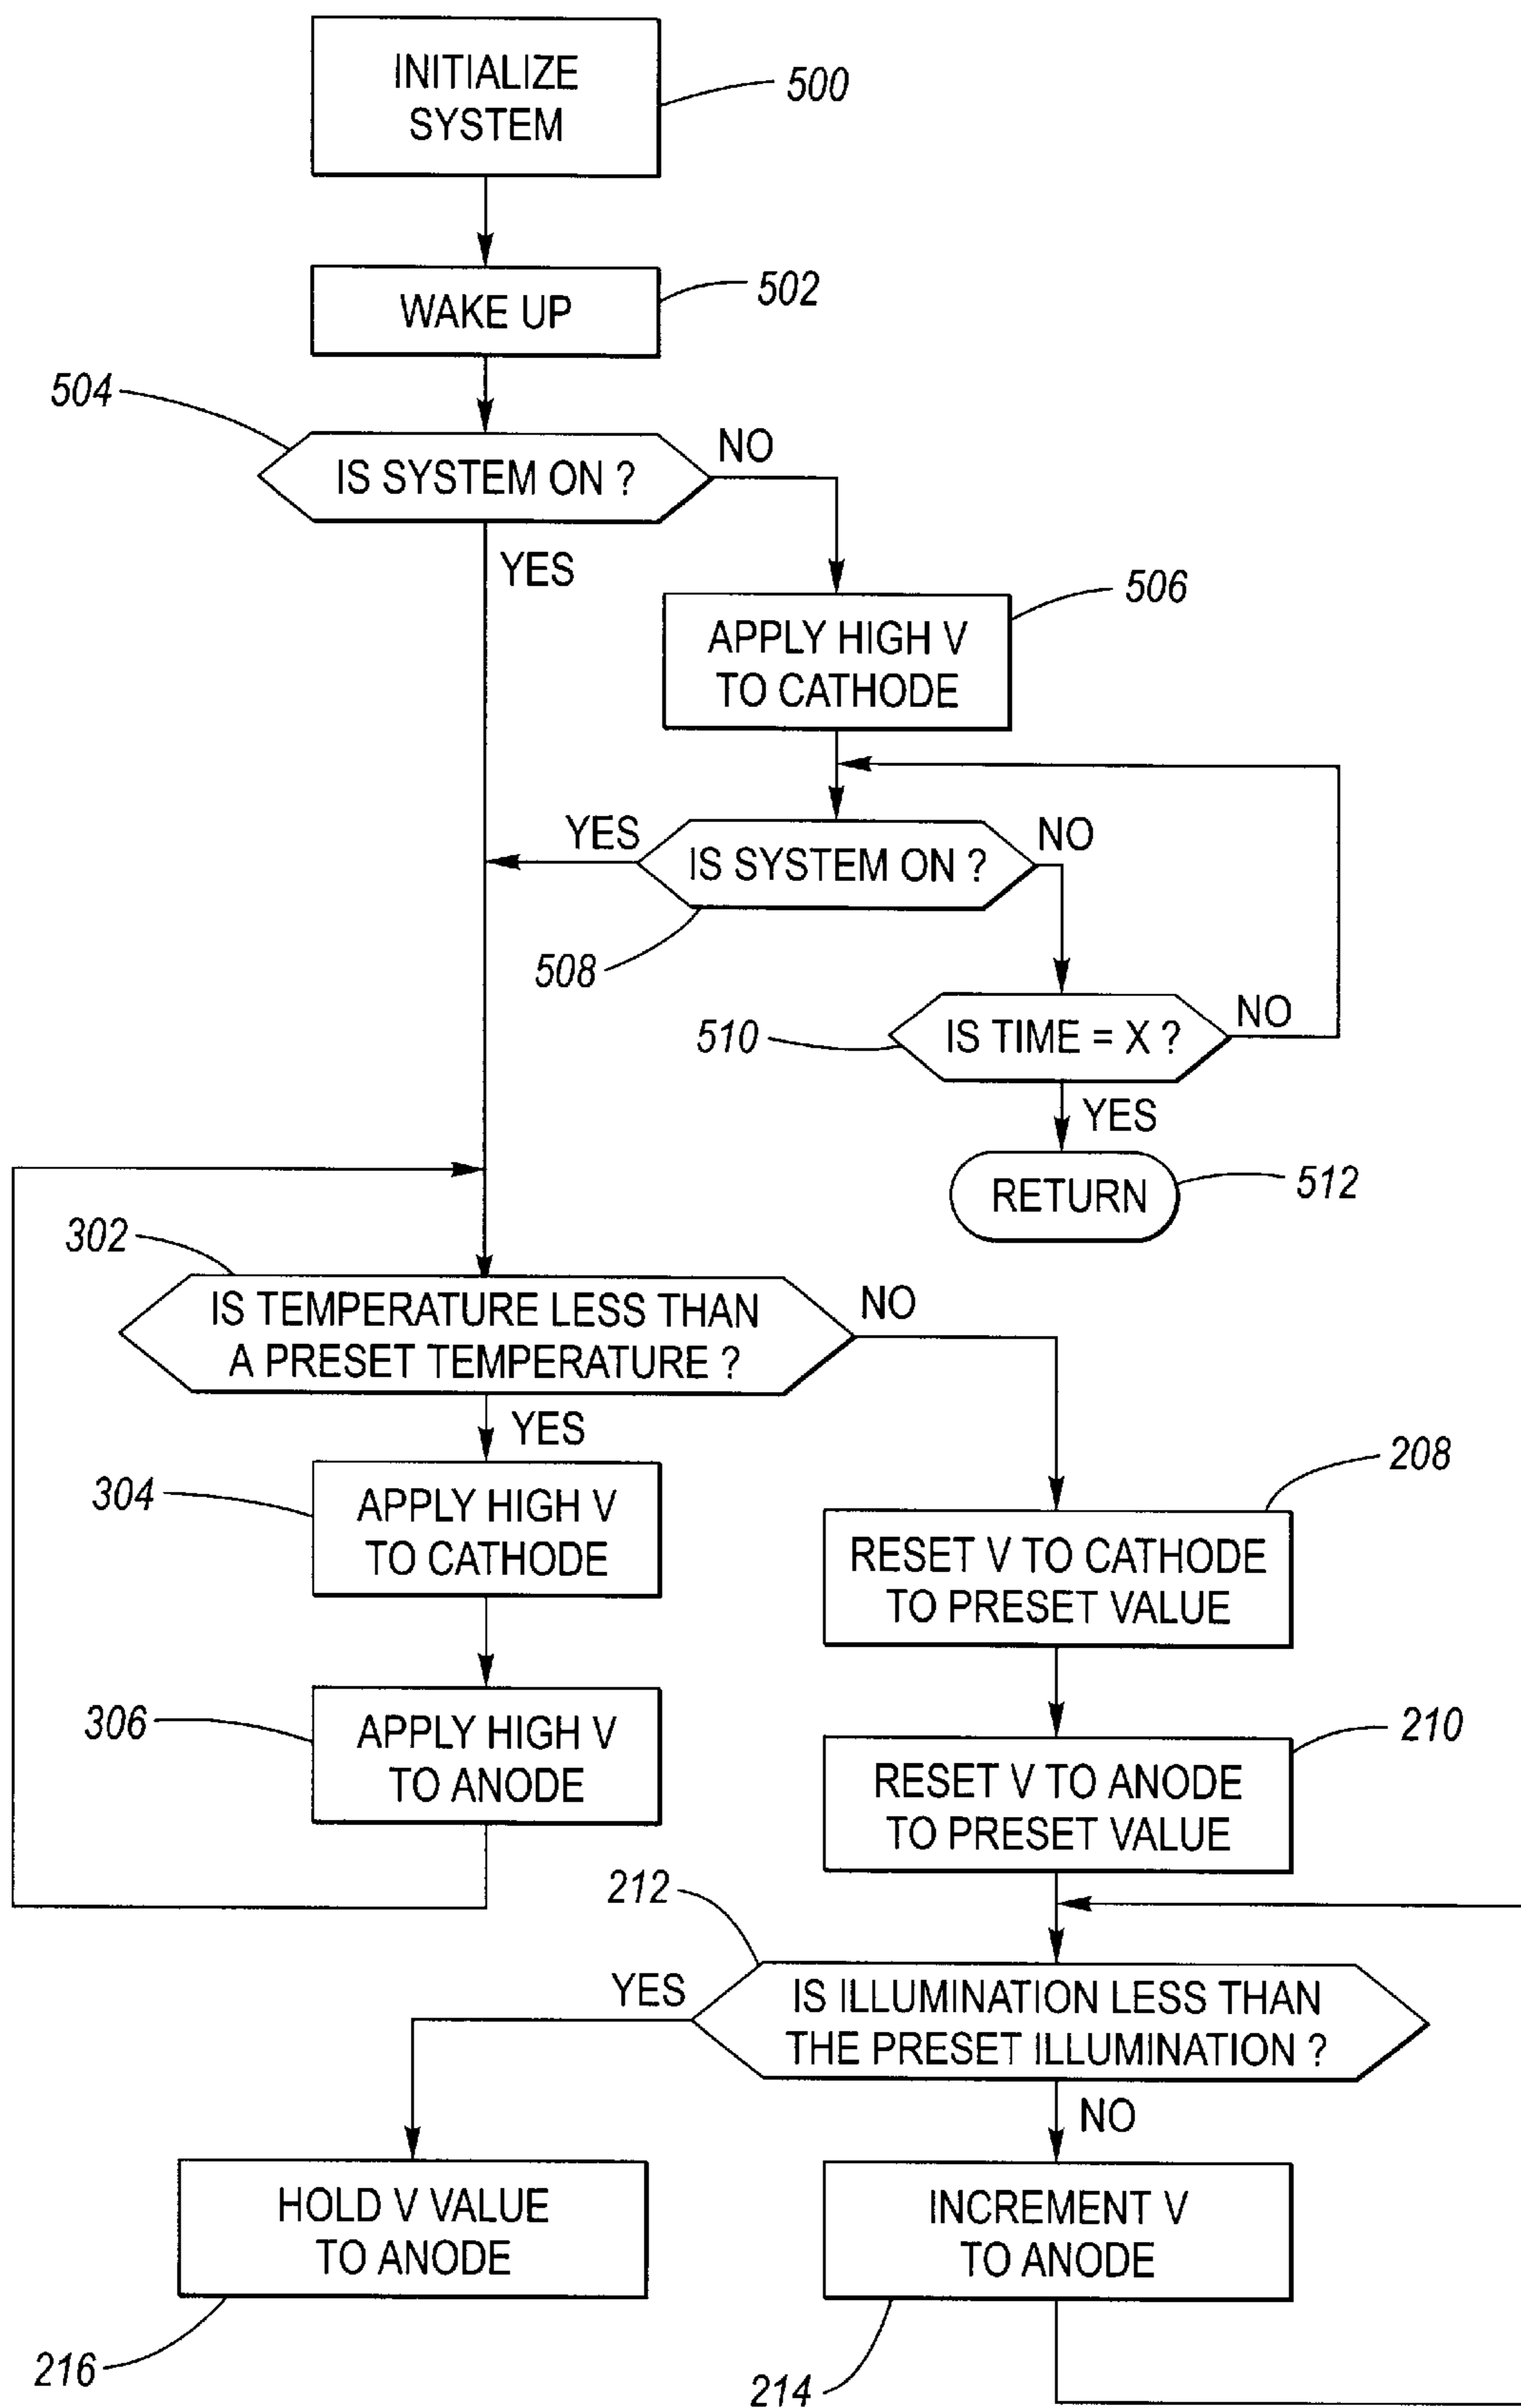 INITIALIZE
SYSTEM
500
WAKE UP
502
504
IS SYSTEM ON ?
NO
YES
506
APPLY HIGH V
TO CATHODE
YES
IS SYSTEM ON ?
NO
508
510
IS TIME = X ?
NO
YES
RETURN
512
302
IS TEMPERATURE LESS THAN
A PRESET TEMPERATURE ?
NO
YES
304
APPLY HIGH V
TO CATHODE
208
RESET V TO CATHODE
TO PRESET VALUE
306
APPLY HIGH V
TO ANODE
210
RESET V TO ANODE
TO PRESET VALUE
212
YES
IS ILLUMINATION LESS THAN
THE PRESET ILLUMINATION ?
NO
HOLD V VALUE
TO ANODE
INCREMENT V
TO ANODE
216
214